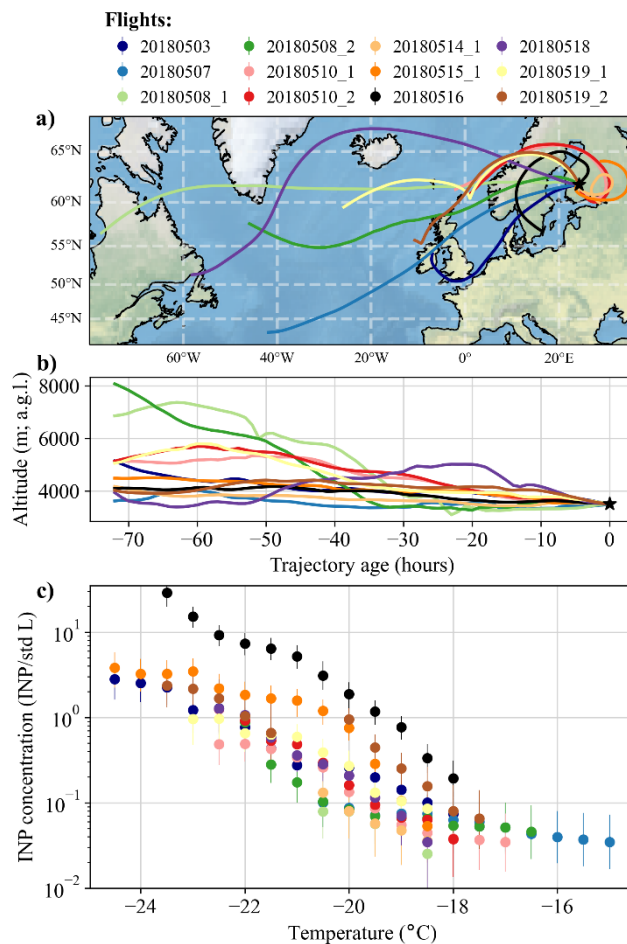 Flights:
20180503 20180508_2 20180514_1 20180518
20180507 20180510_1 20180515_1 20180519_1
20180508_1 20180510_2 20180516 20180519_2
a)
65°N
60°N
55°N
50°N
45°N
60°W 40°W 20°W 0°W 20°E
b)
8000
6000
4000
Altitude (m; a.g.l.)
−70 −60 −50 −40 −30 −20 −10 0
Trajectory age (hours)
c)
10¹
10⁰
10⁻¹
10⁻²
INP concentration (INP/std L)
−24 −22 −20 −18 −16
Temperature (°C)